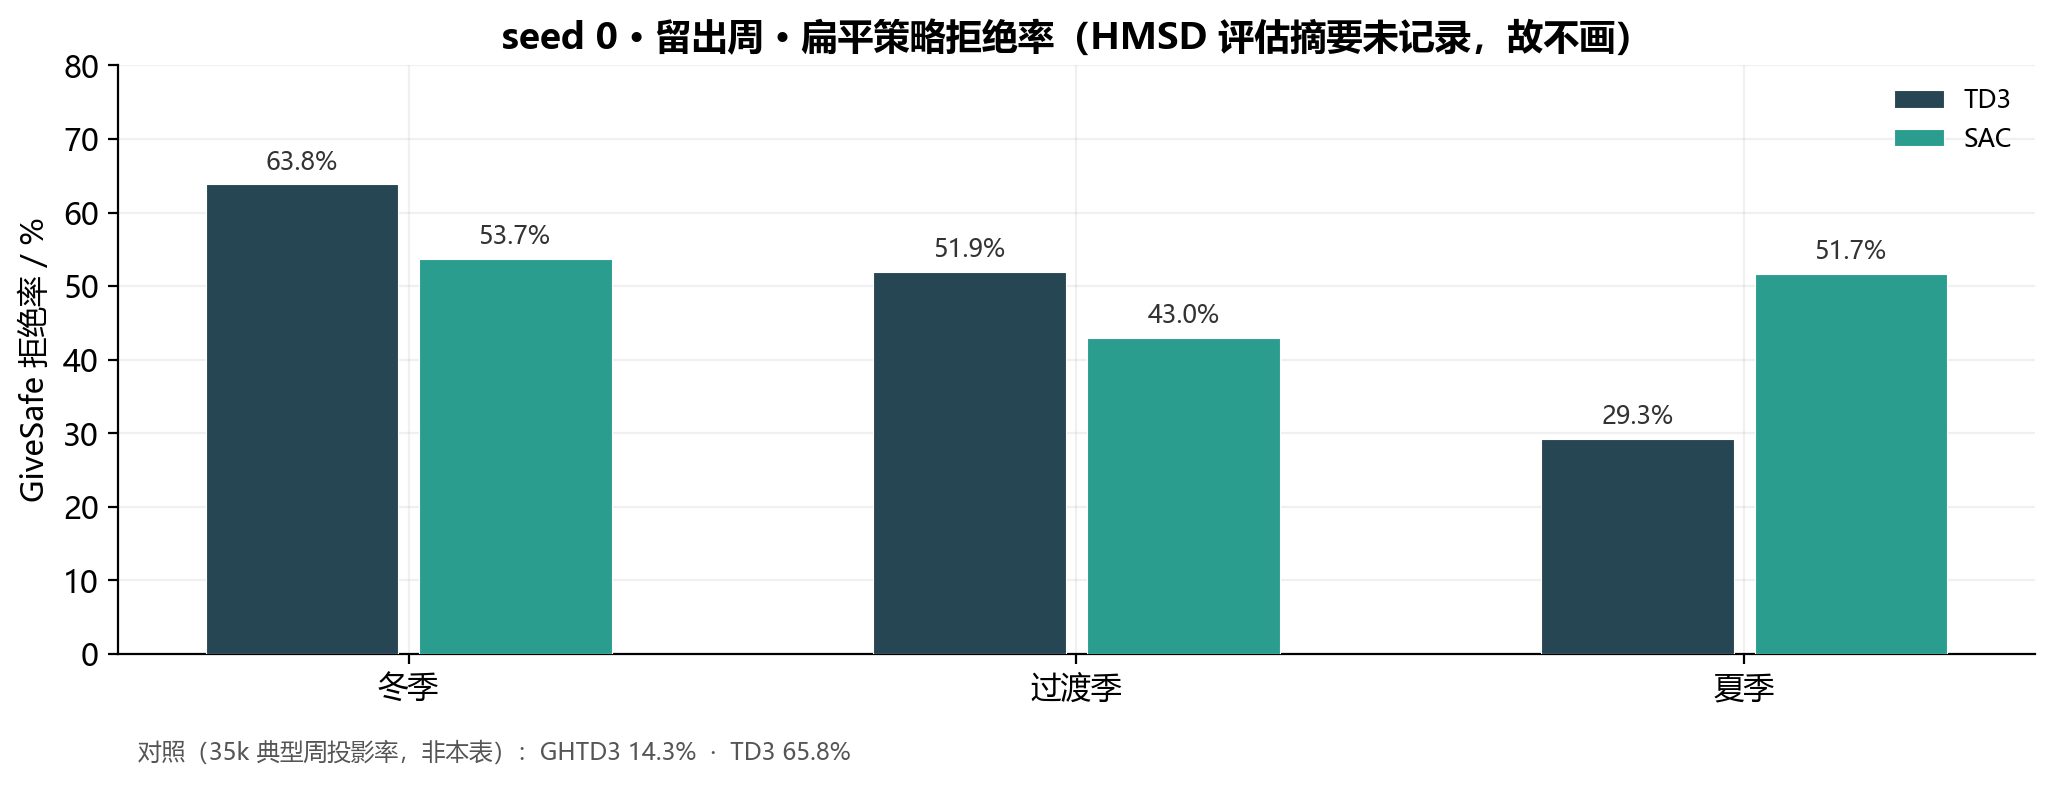 seed 0 • 留出周 • 扁平策略拒绝率（HMSD 评估摘要未记录，故不画）
GiveSafe 拒绝率 / %
80
70
60
50
40
30
20
10
0
TD3
SAC
63.8%
53.7%
51.9%
43.0%
29.3%
51.7%
冬季
过渡季
夏季
对照（35k 典型周投影率，非本表）: GHTD3 14.3% · TD3 65.8%